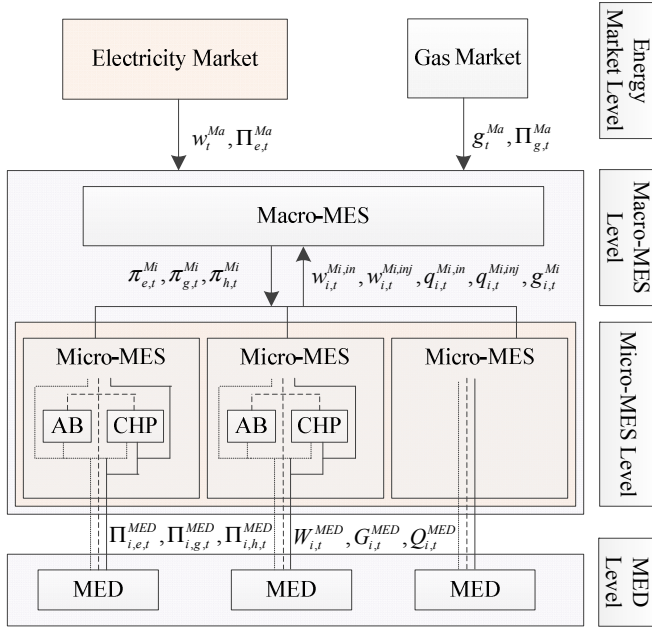 Electricity Market
Gas Market
Energy
Market Level
w_t^{Ma}, Π_{e,t}^{Ma}
g_t^{Ma}, Π_{g,t}^{Ma}
Macro-MES
Macro-MES
Level
π_{e,t}^{Mi}, π_{g,t}^{Mi}, π_{h,t}^{Mi}
w_{i,t}^{Mi,in}, w_{i,t}^{Mi,inj}, q_{i,t}^{Mi,in}, q_{i,t}^{Mi,inj}, g_{i,t}^{Mi}
Micro-MES
AB
CHP
Micro-MES
AB
CHP
Micro-MES
Micro-MES Level
Π_{i,e,t}^{MED}, Π_{i,g,t}^{MED}, Π_{i,h,t}^{MED}
W_{i,t}^{MED}, G_{i,t}^{MED}, Q_{i,t}^{MED}
MED
MED
MED
MED
Level